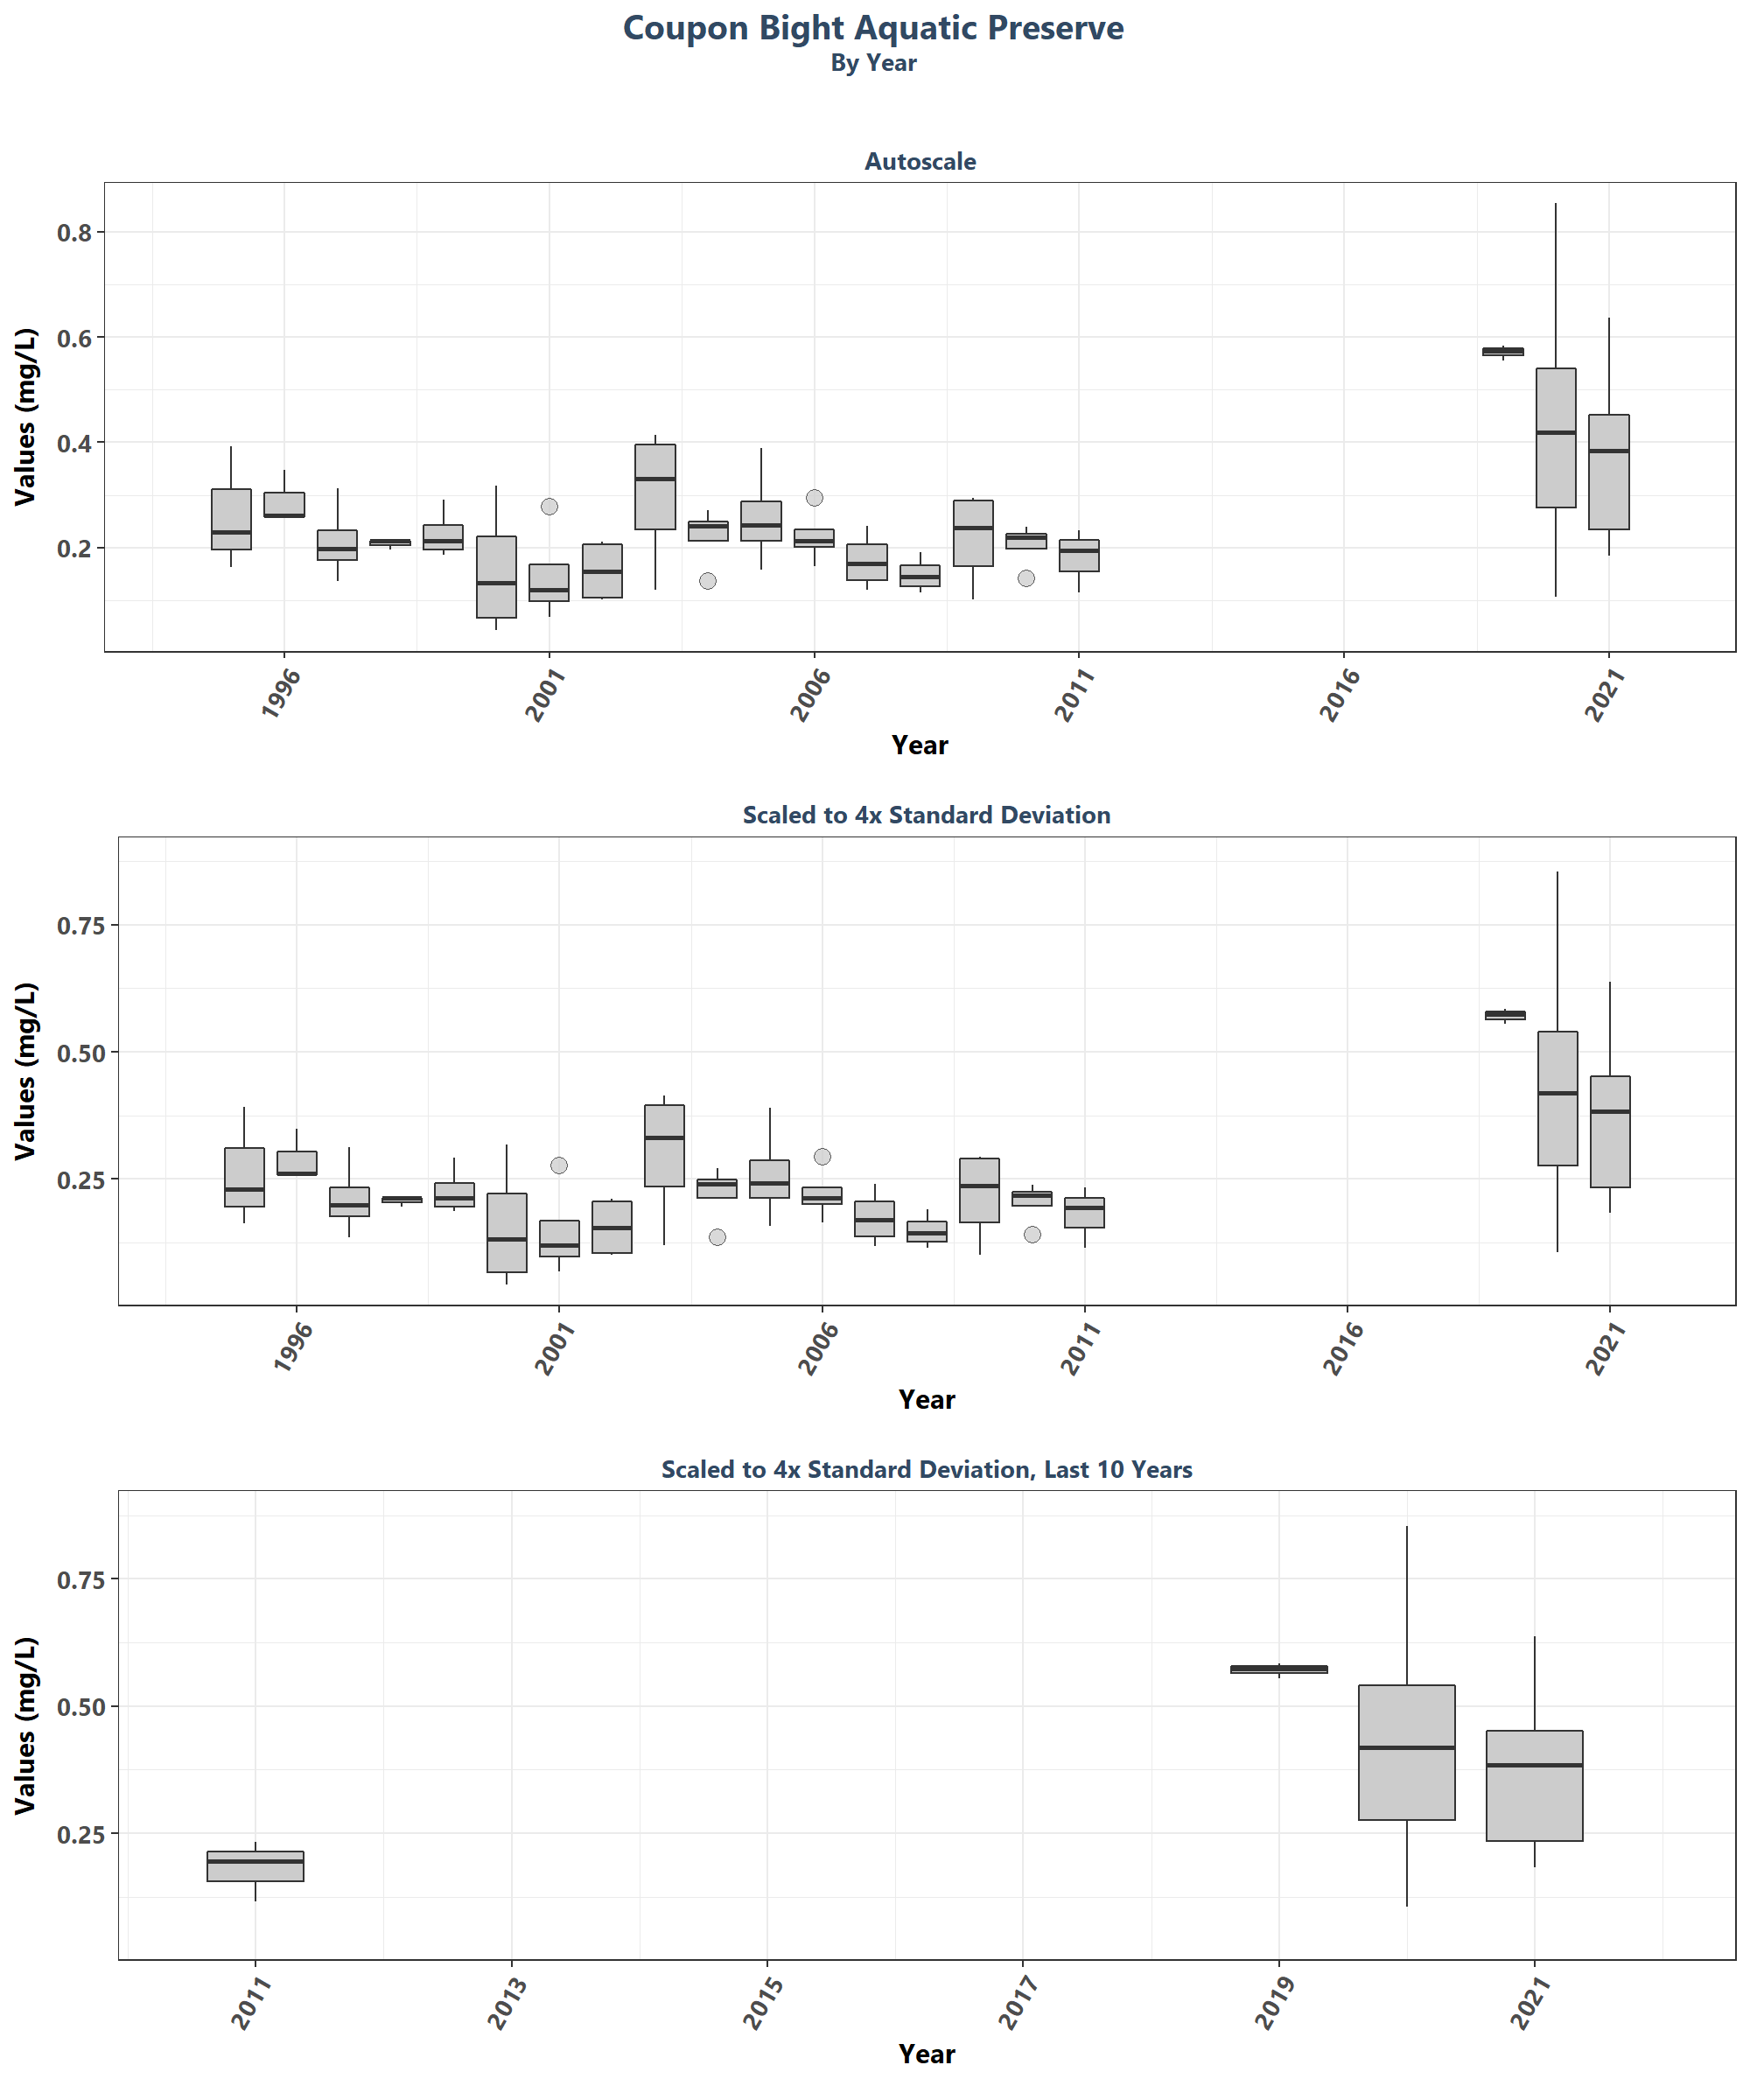 Coupon Bight Aquatic Preserve
By Year
Autoscale
Values (mg/L)
0.8
0.6
0.4
0.2
1996 2001 2006 2011 2016 2021
Year
Scaled to 4x Standard Deviation
Values (mg/L)
0.75
0.50
0.25
1996 2001 2006 2011 2016 2021
Year
Scaled to 4x Standard Deviation, Last 10 Years
Values (mg/L)
0.75
0.50
0.25
2011 2013 2015 2017 2019 2021
Year